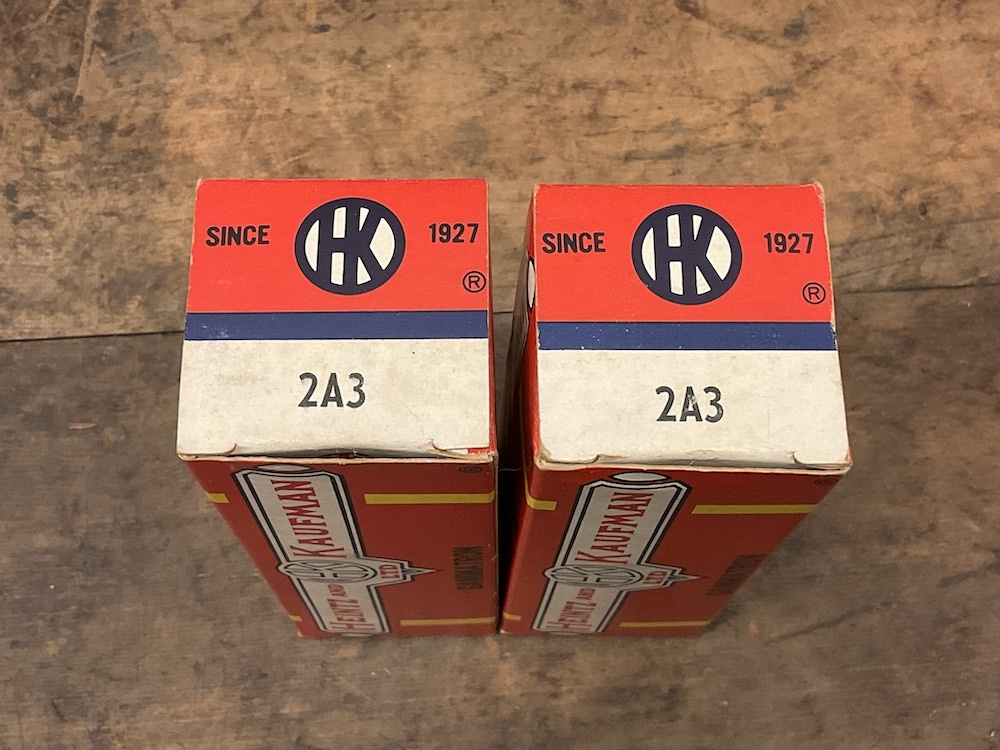 SINCE HK 1927
®
2A3
HEINTZ AND KAUFMAN
LTD
SINCE HK 1927
®
2A3
HEINTZ AND KAUFMAN
LTD